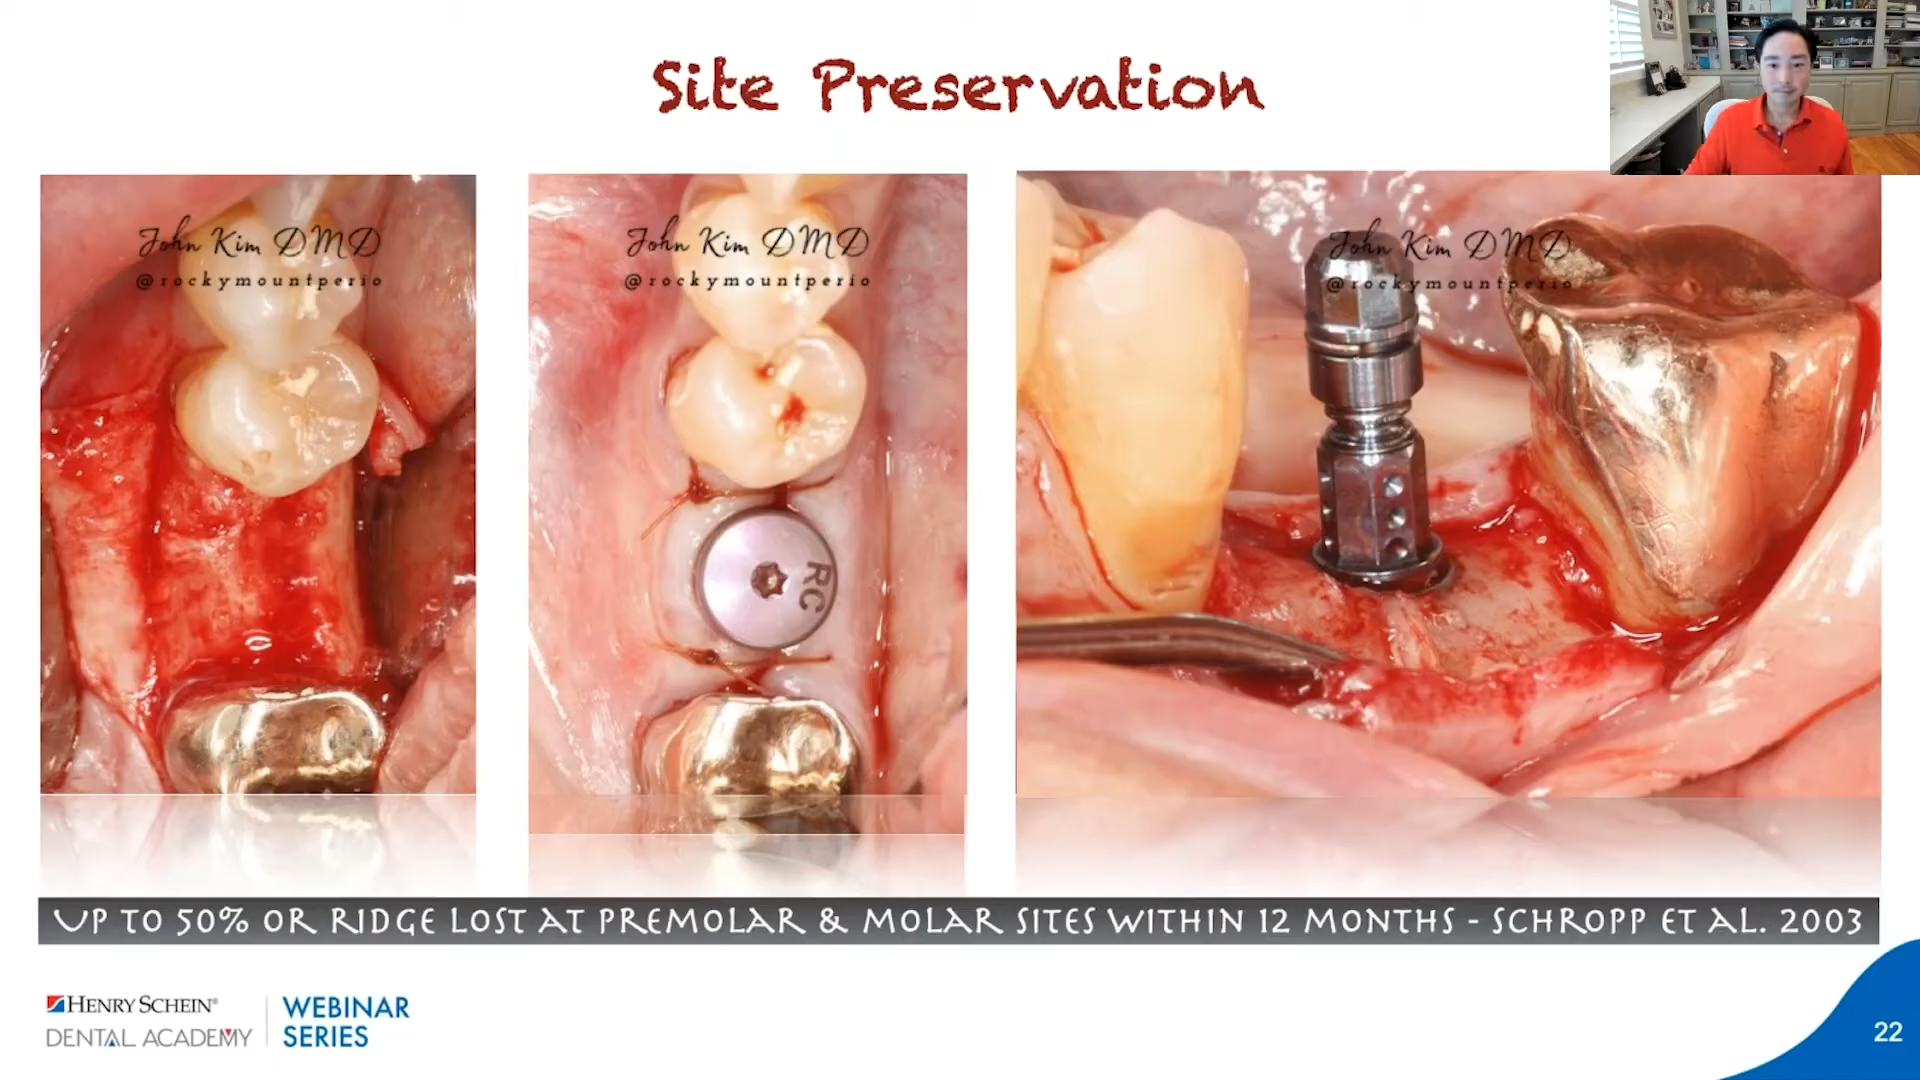 Site Preservation
John Kim DMD
@rockymountperio
John Kim DMD
@rockymountperio
John Kim DMD
@rockymountperio
RC
UP TO 50% OR RIDGE LOST AT PREMOLAR & MOLAR SITES WITHIN 12 MONTHS - SCHROPP ET AL. 2003
HENRY SCHEIN®
DENTAL ACADEMY
WEBINAR
SERIES
22